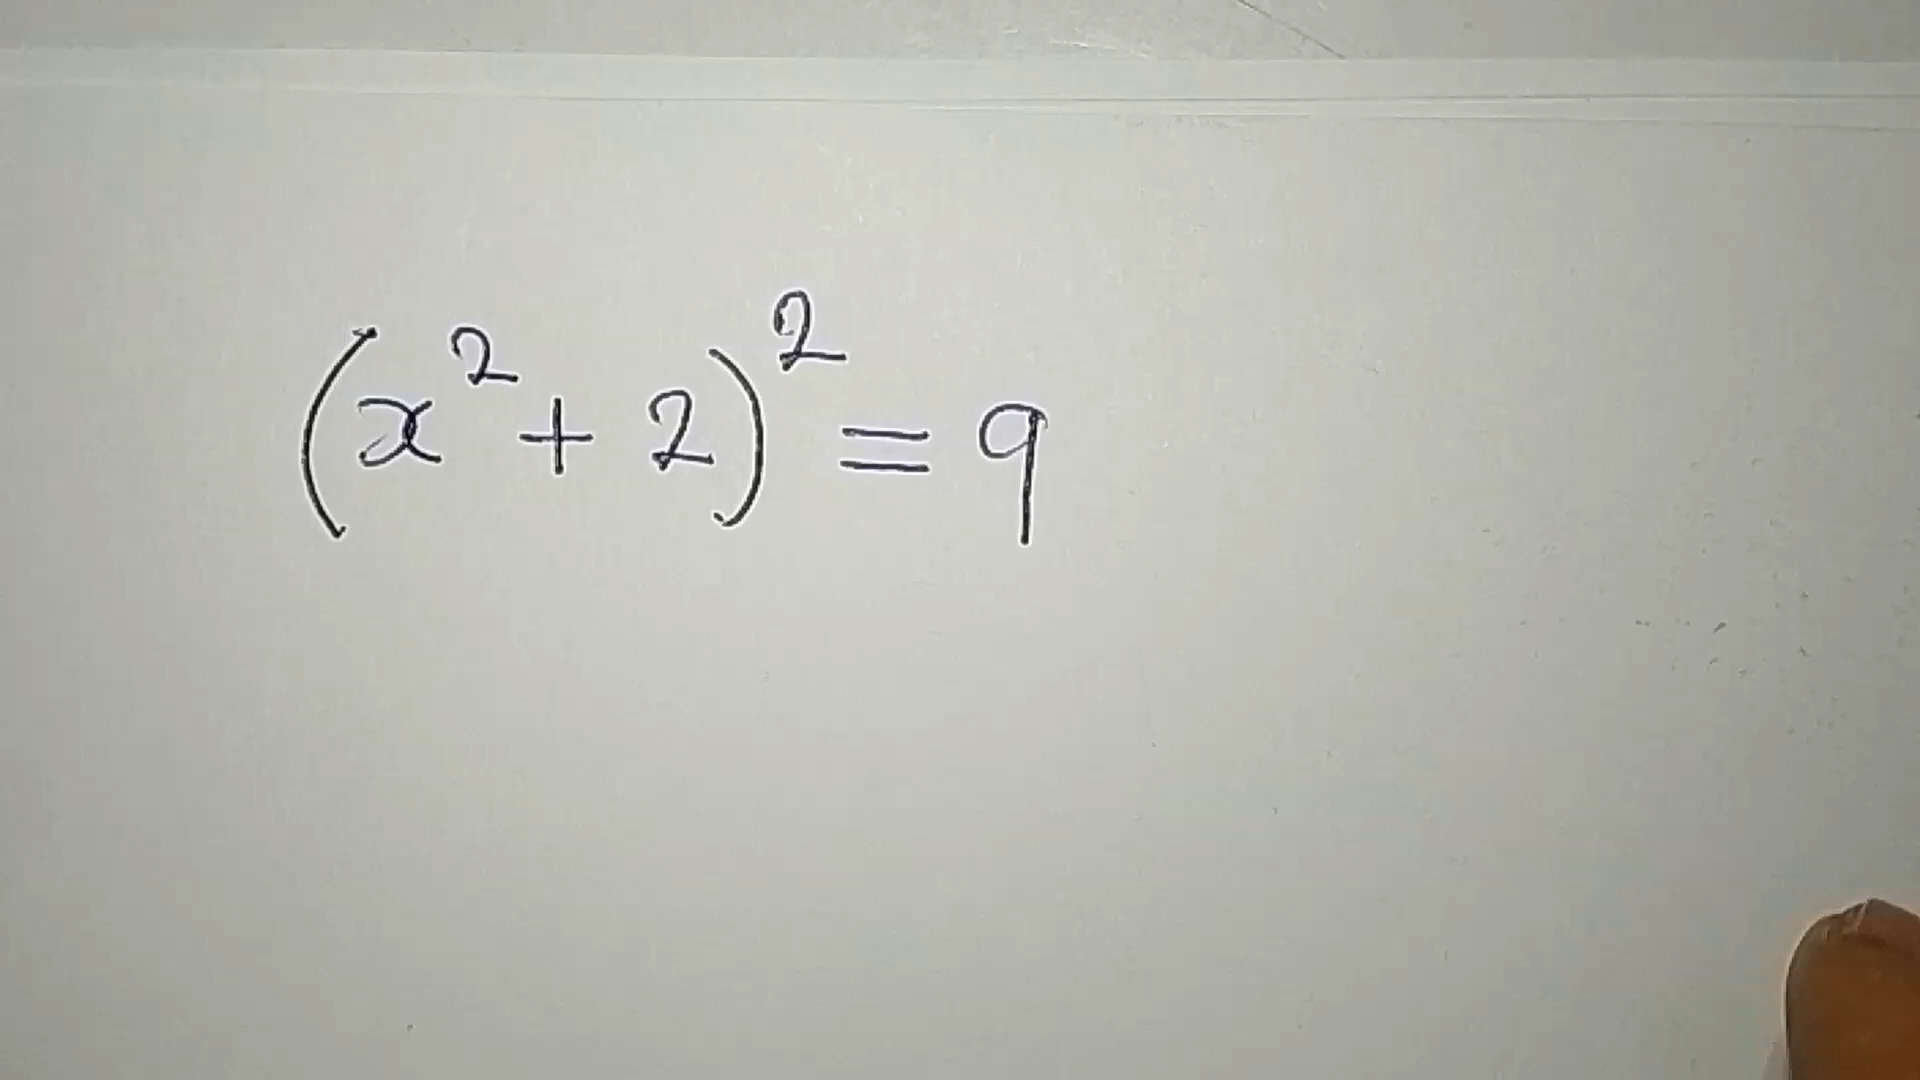 (x² + 2)² = 9